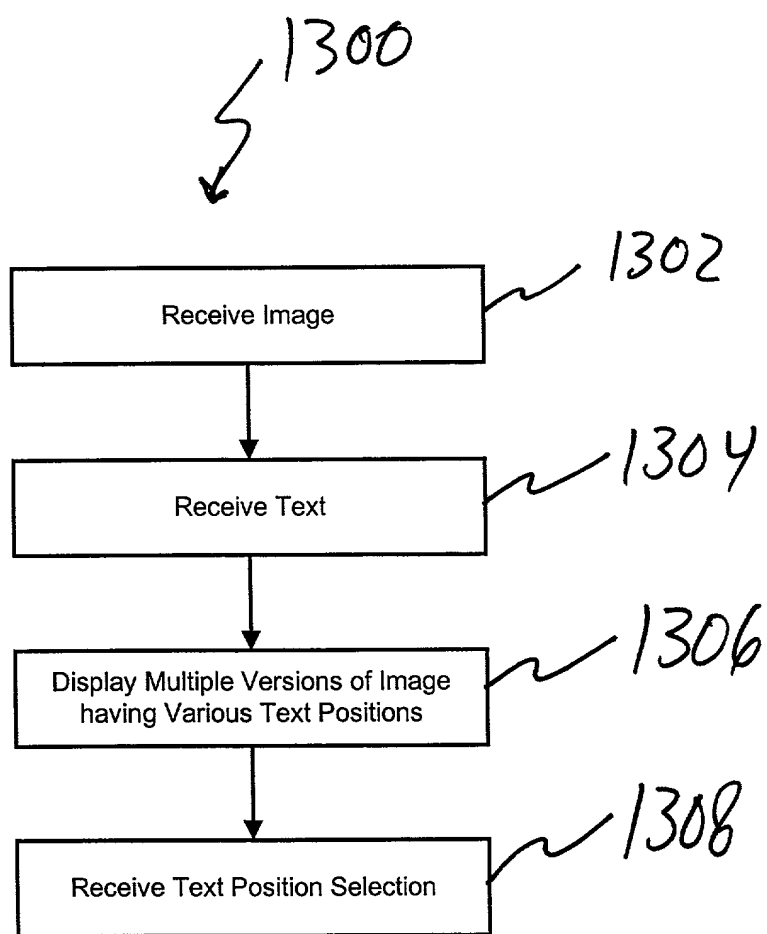 1300
Receive Image
1302
Receive Text
1304
Display Multiple Versions of Image
having Various Text Positions
1306
Receive Text Position Selection
1308